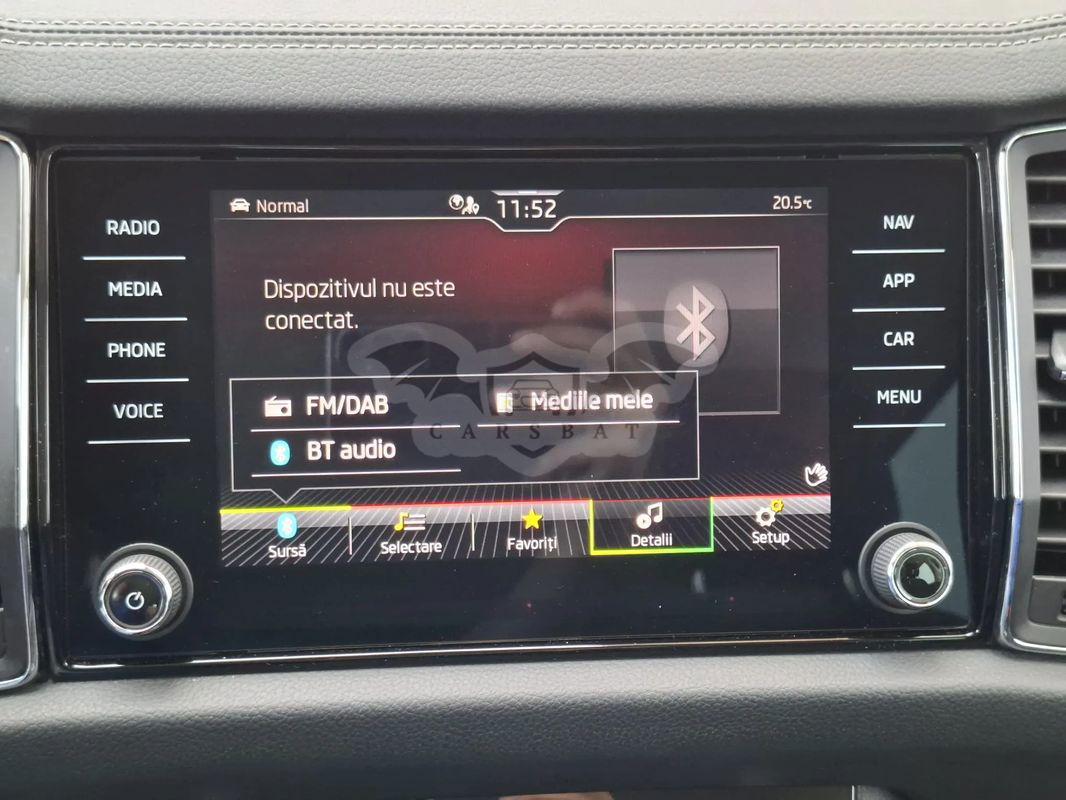 Normal
11:52
20.5°C
RADIO
MEDIA
PHONE
VOICE
NAV
APP
CAR
MENU
Dispozitivul nu este
conectat.
FM/DAB
Mediile mele
BT audio
CARSBAT
Sursă
Selectare
Favoriți
Detalii
Setup